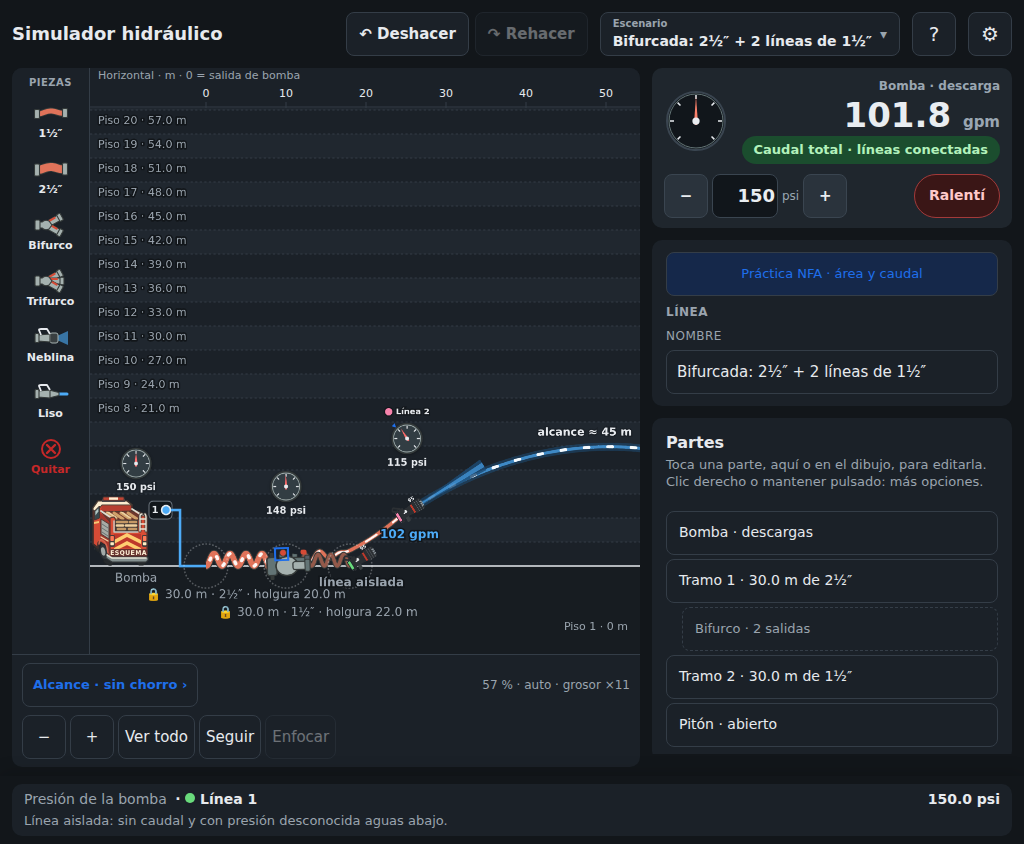 Simulador hidráulico
↶ Deshacer
↷ Rehacer
Escenario
Bifurcada: 2½″ + 2 líneas de 1½″ ▾
?
⚙
PIEZAS
1½″
2½″
Bifurco
Trifurco
Neblina
Liso
Quitar
Horizontal · m · 0 = salida de bomba
0 10 20 30 40 50
Piso 20 · 57.0 m
Piso 19 · 54.0 m
Piso 18 · 51.0 m
Piso 17 · 48.0 m
Piso 16 · 45.0 m
Piso 15 · 42.0 m
Piso 14 · 39.0 m
Piso 13 · 36.0 m
Piso 12 · 33.0 m
Piso 11 · 30.0 m
Piso 10 · 27.0 m
Piso 9 · 24.0 m
Piso 8 · 21.0 m
Línea 2
alcance ≈ 45 m
115 psi
150 psi
148 psi
1
102 gpm
ESQUEMA
Bomba
línea aislada
🔒 30.0 m · 2½″ · holgura 20.0 m
🔒 30.0 m · 1½″ · holgura 22.0 m
Piso 1 · 0 m
Alcance · sin chorro ›
57 % · auto · grosor ×11
−
+
Ver todo
Seguir
Enfocar
Bomba · descarga
101.8 gpm
Caudal total · líneas conectadas
−
150 psi
+
Ralentí
Práctica NFA · área y caudal
LÍNEA
NOMBRE
Bifurcada: 2½″ + 2 líneas de 1½″
Partes
Toca una parte, aquí o en el dibujo, para editarla.
Clic derecho o mantener pulsado: más opciones.
Bomba · descargas
Tramo 1 · 30.0 m de 2½″
Bifurco · 2 salidas
Tramo 2 · 30.0 m de 1½″
Pitón · abierto
Presión de la bomba · Línea 1
150.0 psi
Línea aislada: sin caudal y con presión desconocida aguas abajo.